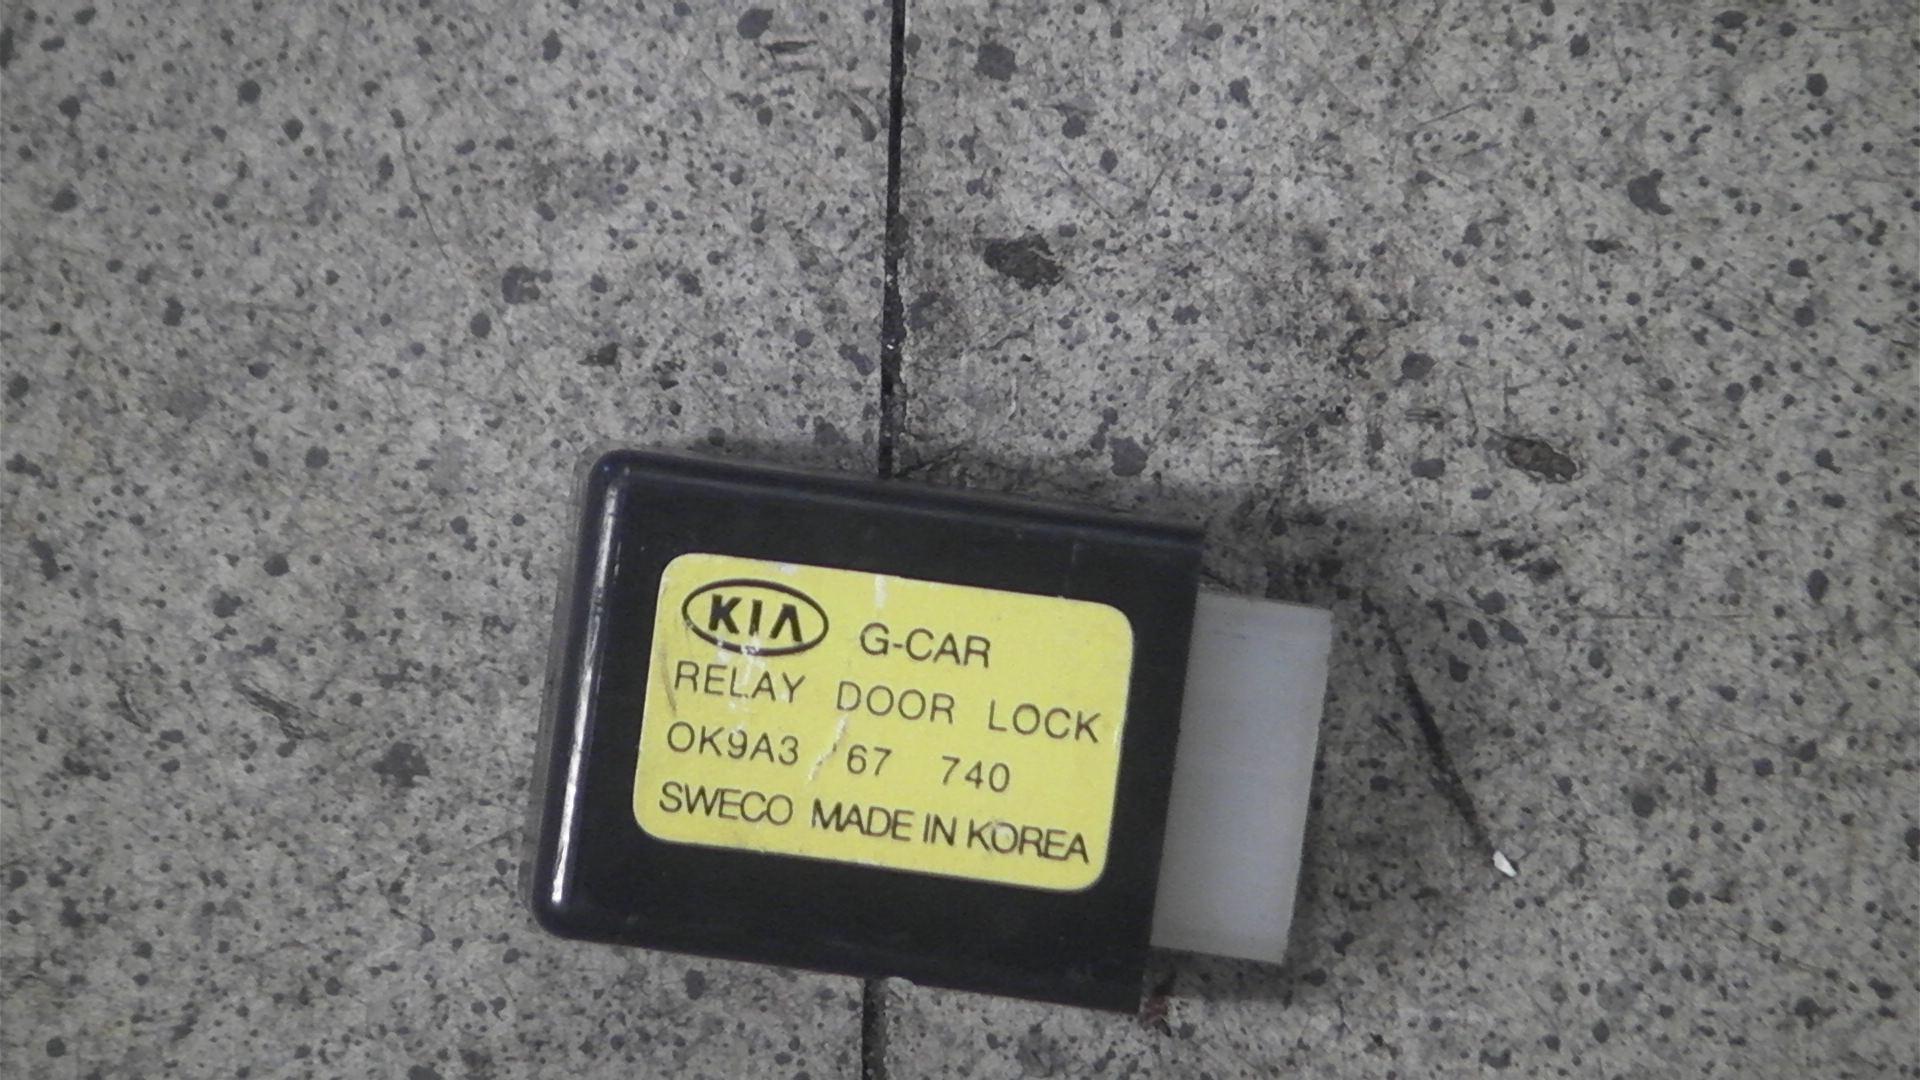 KIA G-CAR
RELAY DOOR LOCK
OK9A3 67 740
SWECO MADE IN KOREA